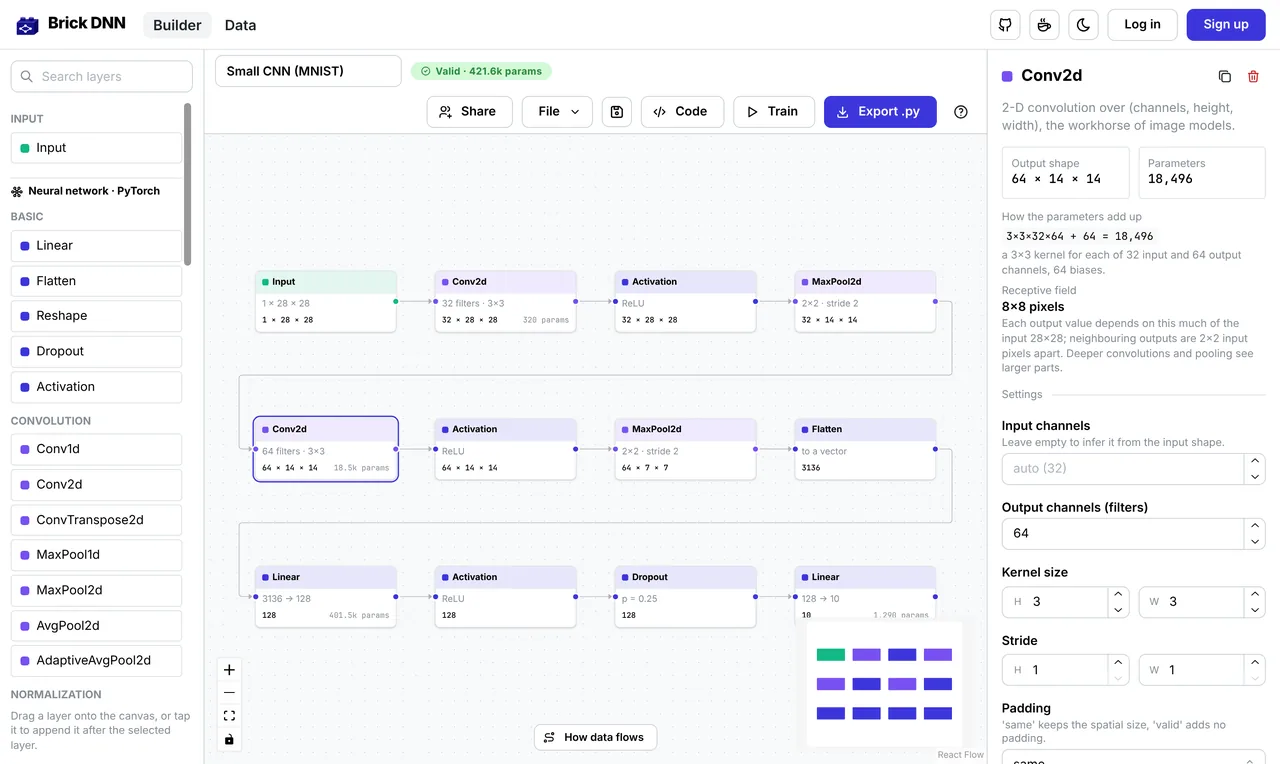 Brick DNN
Builder
Data
Log in
Sign up
Search layers
INPUT
Input
Neural network · PyTorch
BASIC
Linear
Flatten
Reshape
Dropout
Activation
CONVOLUTION
Conv1d
Conv2d
ConvTranspose2d
MaxPool1d
MaxPool2d
AvgPool2d
AdaptiveAvgPool2d
NORMALIZATION
Drag a layer onto the canvas, or tap
it to append it after the selected
layer.
Small CNN (MNIST)
Valid · 421.6k params
Share
File
Code
Train
Export .py
Input
1 × 28 × 28
1 × 28 × 28
Conv2d
32 filters · 3×3
32 × 28 × 28 320 params
Activation
ReLU
32 × 28 × 28
MaxPool2d
2×2 · stride 2
32 × 14 × 14
Conv2d
64 filters · 3×3
64 × 14 × 14 18.5k params
Activation
ReLU
64 × 14 × 14
MaxPool2d
2×2 · stride 2
64 × 7 × 7
Flatten
to a vector
3136
Linear
3136 → 128
128 401.5k params
Activation
ReLU
128
Dropout
p = 0.25
128
Linear
128 → 10
10 1,290 params
How data flows
React Flow
Conv2d
2-D convolution over (channels, height,
width), the workhorse of image models.
Output shape
64 × 14 × 14
Parameters
18,496
How the parameters add up
3×3×32×64 + 64 = 18,496
a 3×3 kernel for each of 32 input and 64 output
channels, 64 biases.
Receptive field
8×8 pixels
Each output value depends on this much of the
input 28×28; neighbouring outputs are 2×2 input
pixels apart. Deeper convolutions and pooling see
larger parts.
Settings
Input channels
Leave empty to infer it from the input shape.
auto (32)
Output channels (filters)
64
Kernel size
H 3
W 3
Stride
H 1
W 1
Padding
'same' keeps the spatial size, 'valid' adds no
padding.
same